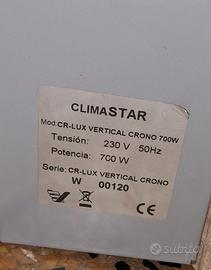 CLIMASTAR
Mod: CR-LUX VERTICAL CRONO 700W
Tensión: 230 V 50Hz
Potencia: 700 W
Serie: CR-LUX VERTICAL CRONO
W 00120
CE
subito